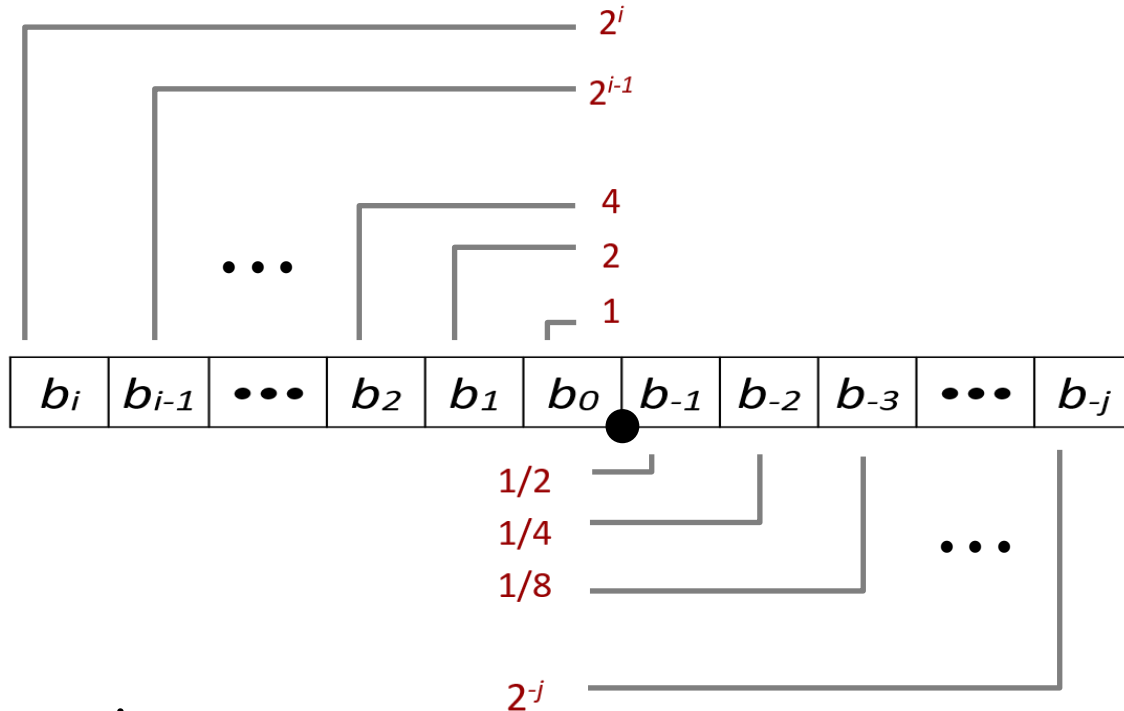 2^i
2^{i-1}
4
2
1
b_i b_{i-1} ••• b_2 b_1 b_0 b_{-1} b_{-2} b_{-3} ••• b_{-j}
1/2
1/4
1/8
2^{-j}